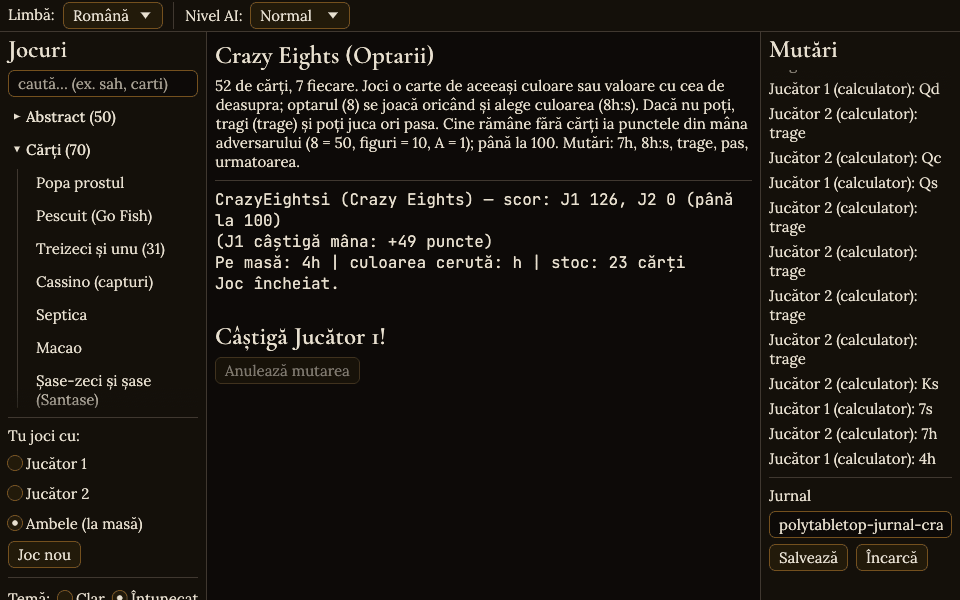 Limbă: Română Nivel AI: Normal
Jocuri
caută... (ex. sah, carti)
Abstract (50)
Cărți (70)
Popa prostul
Pescuit (Go Fish)
Treizeci și unu (31)
Cassino (capturi)
Septica
Macao
Șase-zeci și șase
(Santase)
Tu joci cu:
Jucător 1
Jucător 2
Ambele (la masă)
Joc nou
Temă: Clar Întunecat
Crazy Eights (Optarii)
52 de cărți, 7 fiecare. Joci o carte de aceeași culoare sau valoare cu cea de
deasupra; optarul (8) se joacă oricând și alege culoarea (8h:s). Dacă nu poți,
tragi (trage) și poți juca ori pasa. Cine rămâne fără cărți ia punctele din mâna
adversarului (8 = 50, figuri = 10, A = 1); până la 100. Mutări: 7h, 8h:s, trage, pas,
urmatoarea.
CrazyEightsi (Crazy Eights) — scor: J1 126, J2 0 (până
la 100)
(J1 câștigă mâna: +49 puncte)
Pe masă: 4h | culoarea cerută: h | stoc: 23 cărți
Joc încheiat.
Câștigă Jucător 1!
Anulează mutarea
Mutări
Jucător 1 (calculator): Qd
Jucător 2 (calculator):
trage
Jucător 2 (calculator): Qc
Jucător 1 (calculator): Qs
Jucător 2 (calculator):
trage
Jucător 2 (calculator):
trage
Jucător 2 (calculator):
trage
Jucător 2 (calculator):
trage
Jucător 2 (calculator): Ks
Jucător 1 (calculator): 7s
Jucător 2 (calculator): 7h
Jucător 1 (calculator): 4h
Jurnal
polytabletop-jurnal-cra
Salvează Încarcă